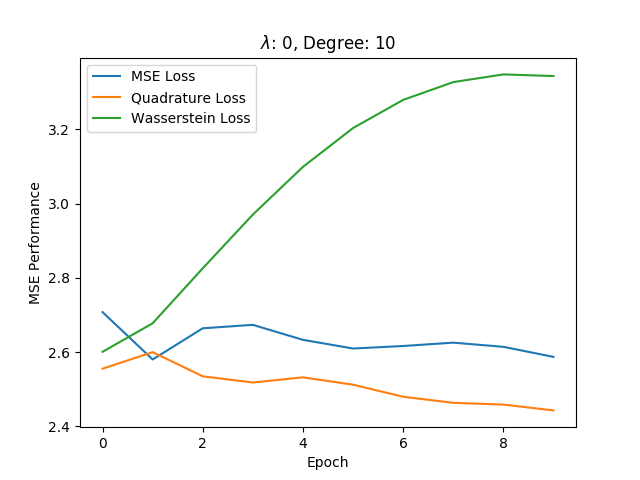 λ: 0, Degree: 10
MSE Loss
Quadrature Loss
Wasserstein Loss
MSE Performance
3.2
3.0
2.8
2.6
2.4
0 2 4 6 8
Epoch